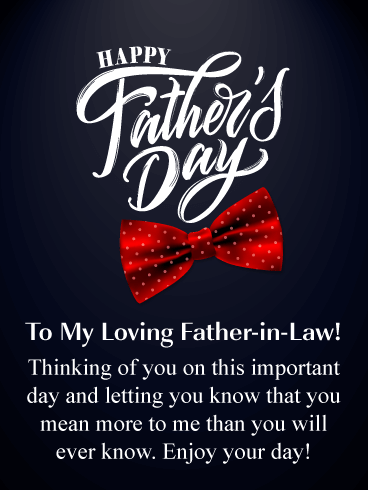 HAPPY
Father's
Day
To My Loving Father-in-Law!
Thinking of you on this important
day and letting you know that you
mean more to me than you will
ever know. Enjoy your day!